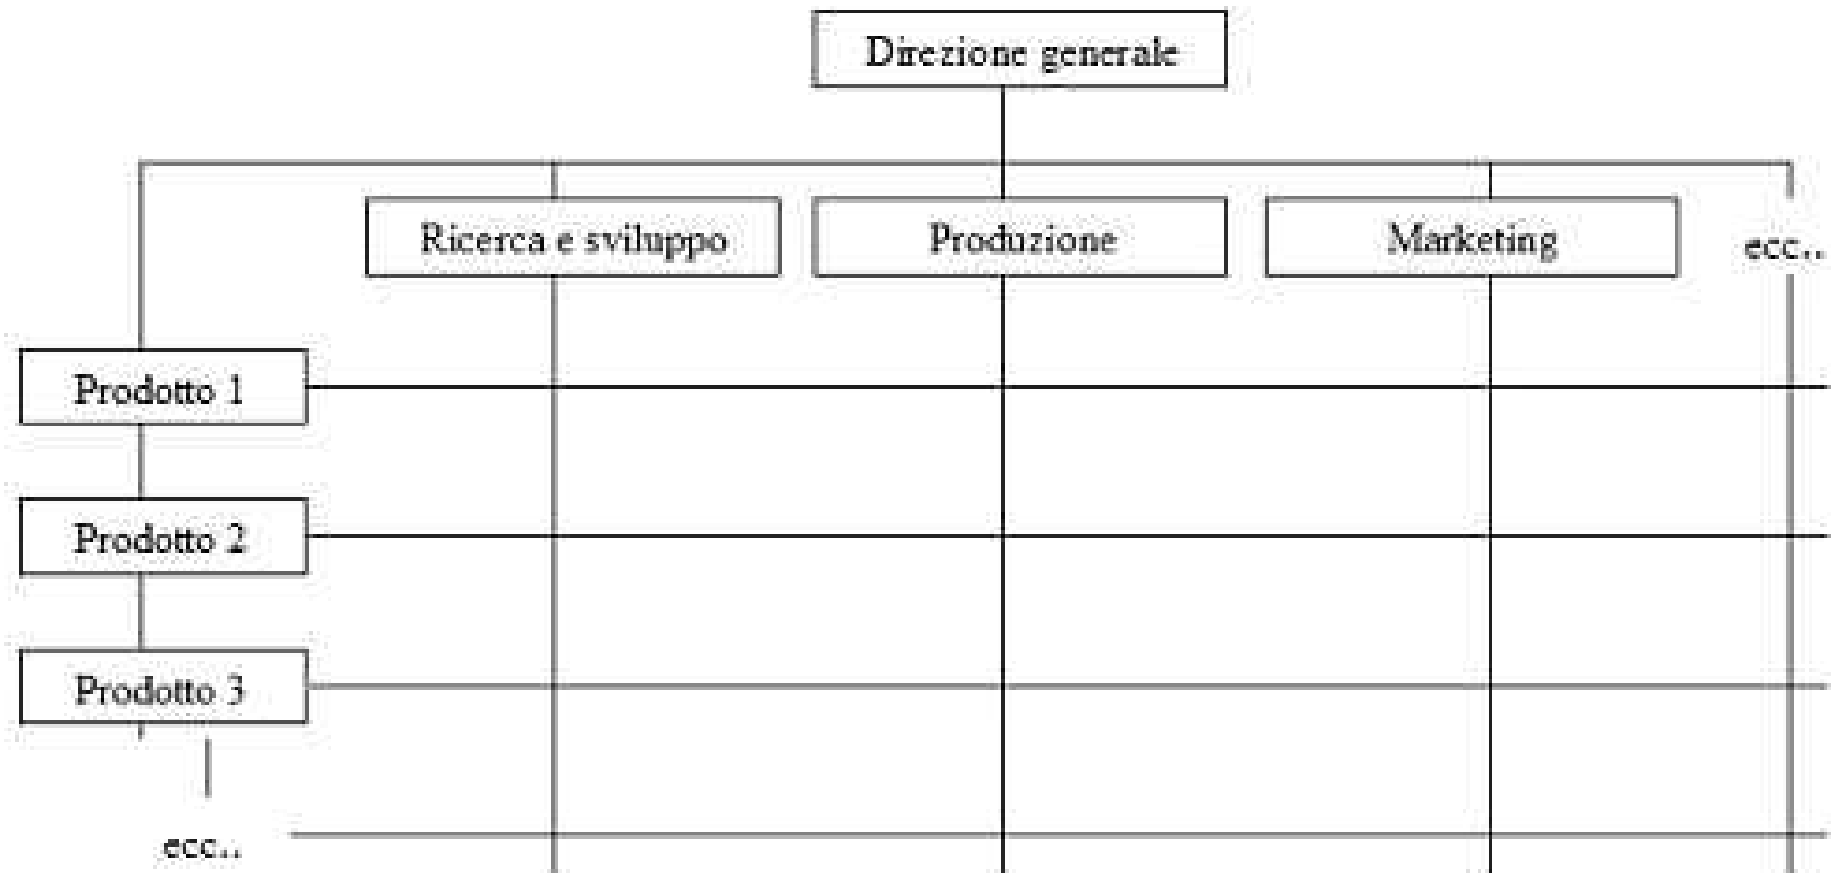 Direzione generale
Ricerca e sviluppo
Produzione
Marketing
ecc..
Prodotto 1
Prodotto 2
Prodotto 3
ecc..